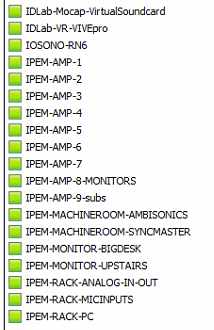 IDLab-Mocap-VirtualSoundcard
IDLab-VR-VIVEpro
IOSONO-RN6
IPEM-AMP-1
IPEM-AMP-2
IPEM-AMP-3
IPEM-AMP-4
IPEM-AMP-5
IPEM-AMP-6
IPEM-AMP-7
IPEM-AMP-8-MONITORS
IPEM-AMP-9-subs
IPEM-MACHINEROOM-AMBISONICS
IPEM-MACHINEROOM-SYNCMASTER
IPEM-MONITOR-BIGDESK
IPEM-MONITOR-UPSTAIRS
IPEM-RACK-ANALOG-IN-OUT
IPEM-RACK-MICINPUTS
IPEM-RACK-PC